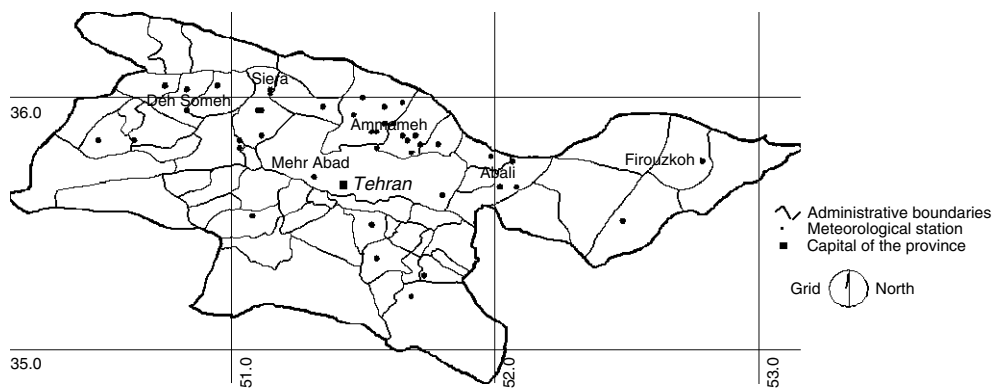 Siera
36.0
Deh Someh
Ammameh
Mehr Abad
Firouzkoh
Abali
Tehran
Administrative boundaries
Meteorological station
Capital of the province
Grid North
35.0
51.0
52.0
53.0